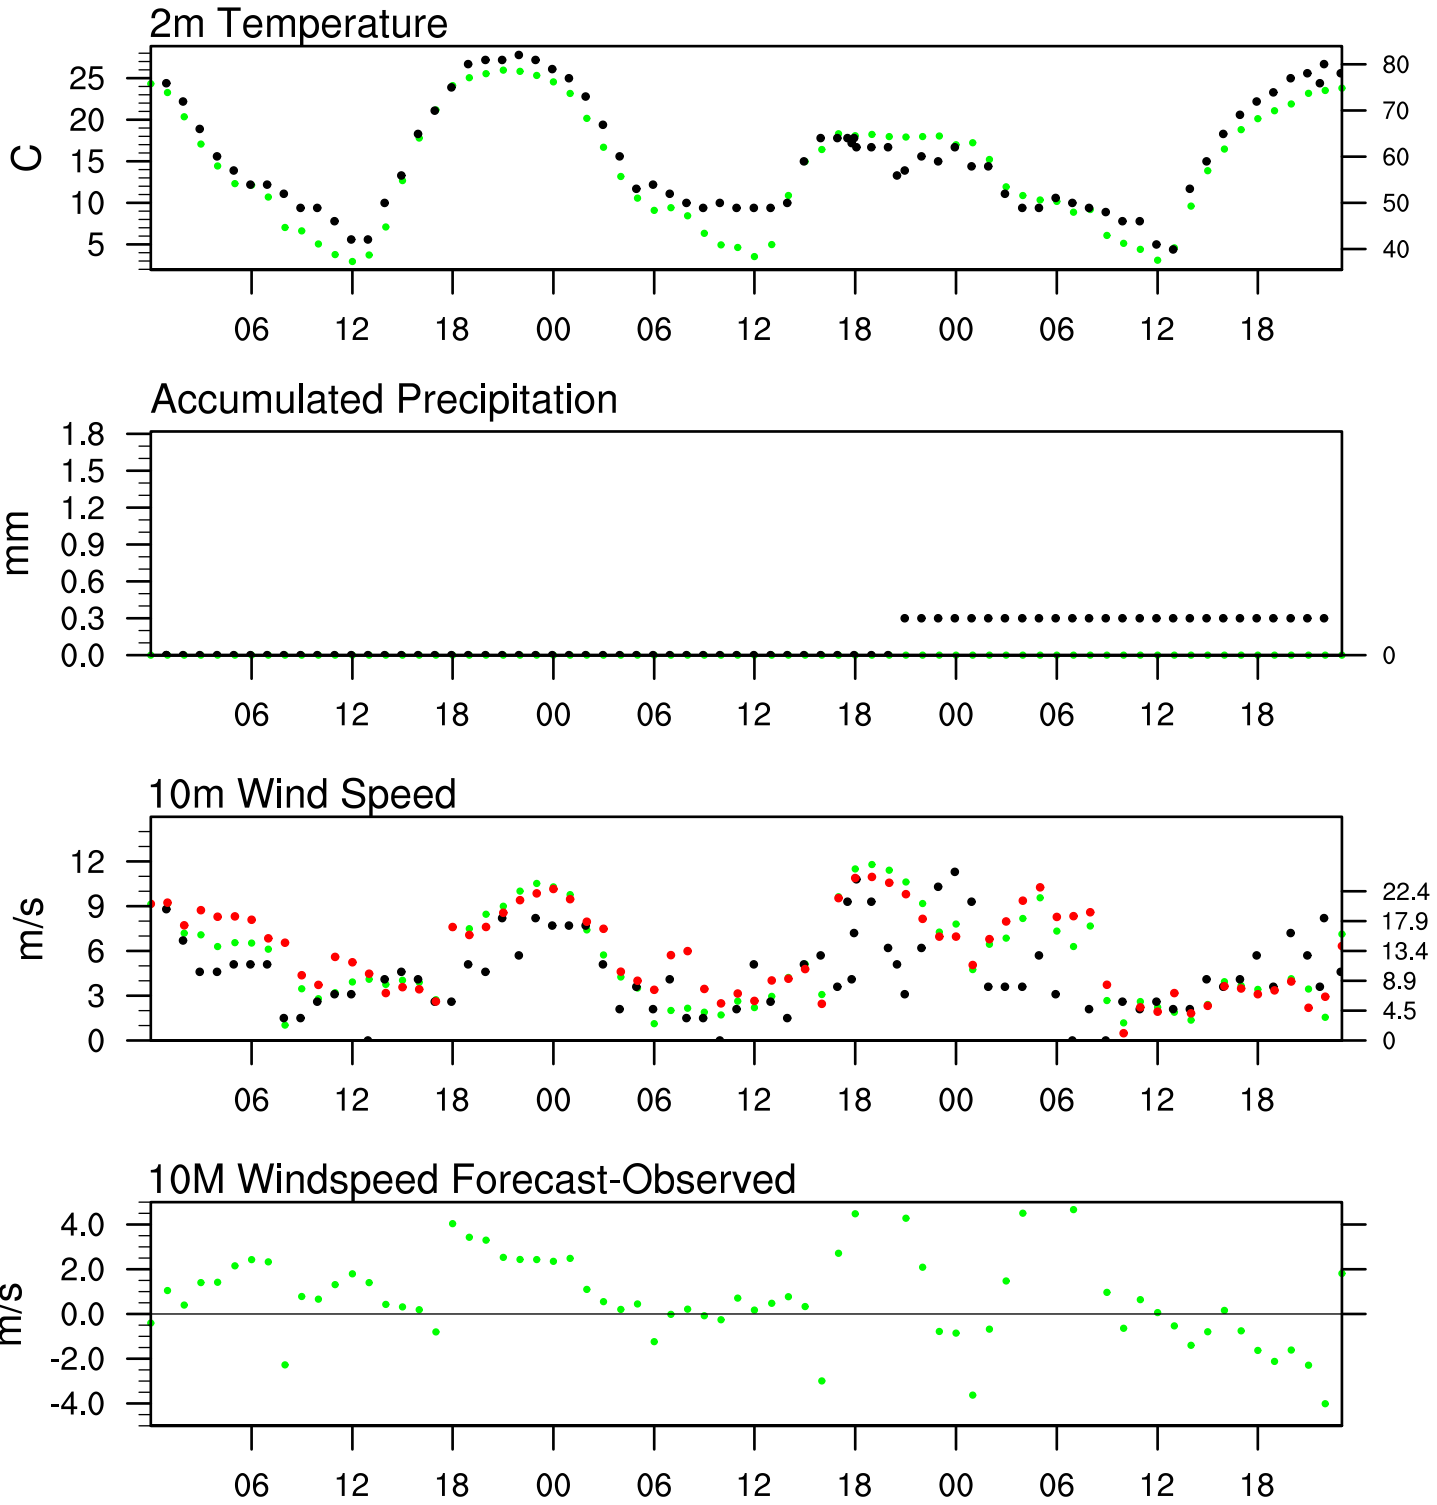 2m Temperature
C
25
20
15
10
5
80
70
60
50
40
06 12 18 00 06 12 18 00 06 12 18
Accumulated Precipitation
mm
1.8
1.5
1.2
0.9
0.6
0.3
0.0
0
06 12 18 00 06 12 18 00 06 12 18
10m Wind Speed
m/s
12
9
6
3
0
22.4
17.9
13.4
8.9
4.5
0
06 12 18 00 06 12 18 00 06 12 18
10M Windspeed Forecast-Observed
m/s
4.0
2.0
0.0
-2.0
-4.0
06 12 18 00 06 12 18 00 06 12 18